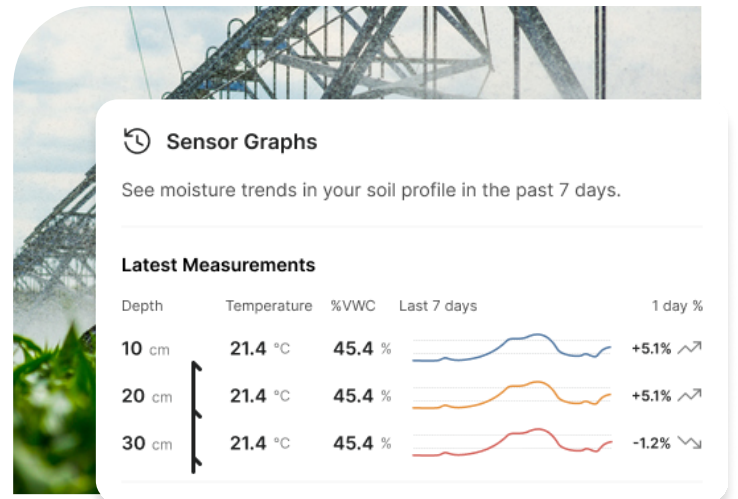 Sensor Graphs
See moisture trends in your soil profile in the past 7 days.
Latest Measurements
Depth Temperature %VWC Last 7 days 1 day %
10 cm 21.4 °C 45.4 % +5.1%
20 cm 21.4 °C 45.4 % +5.1%
30 cm 21.4 °C 45.4 % -1.2%